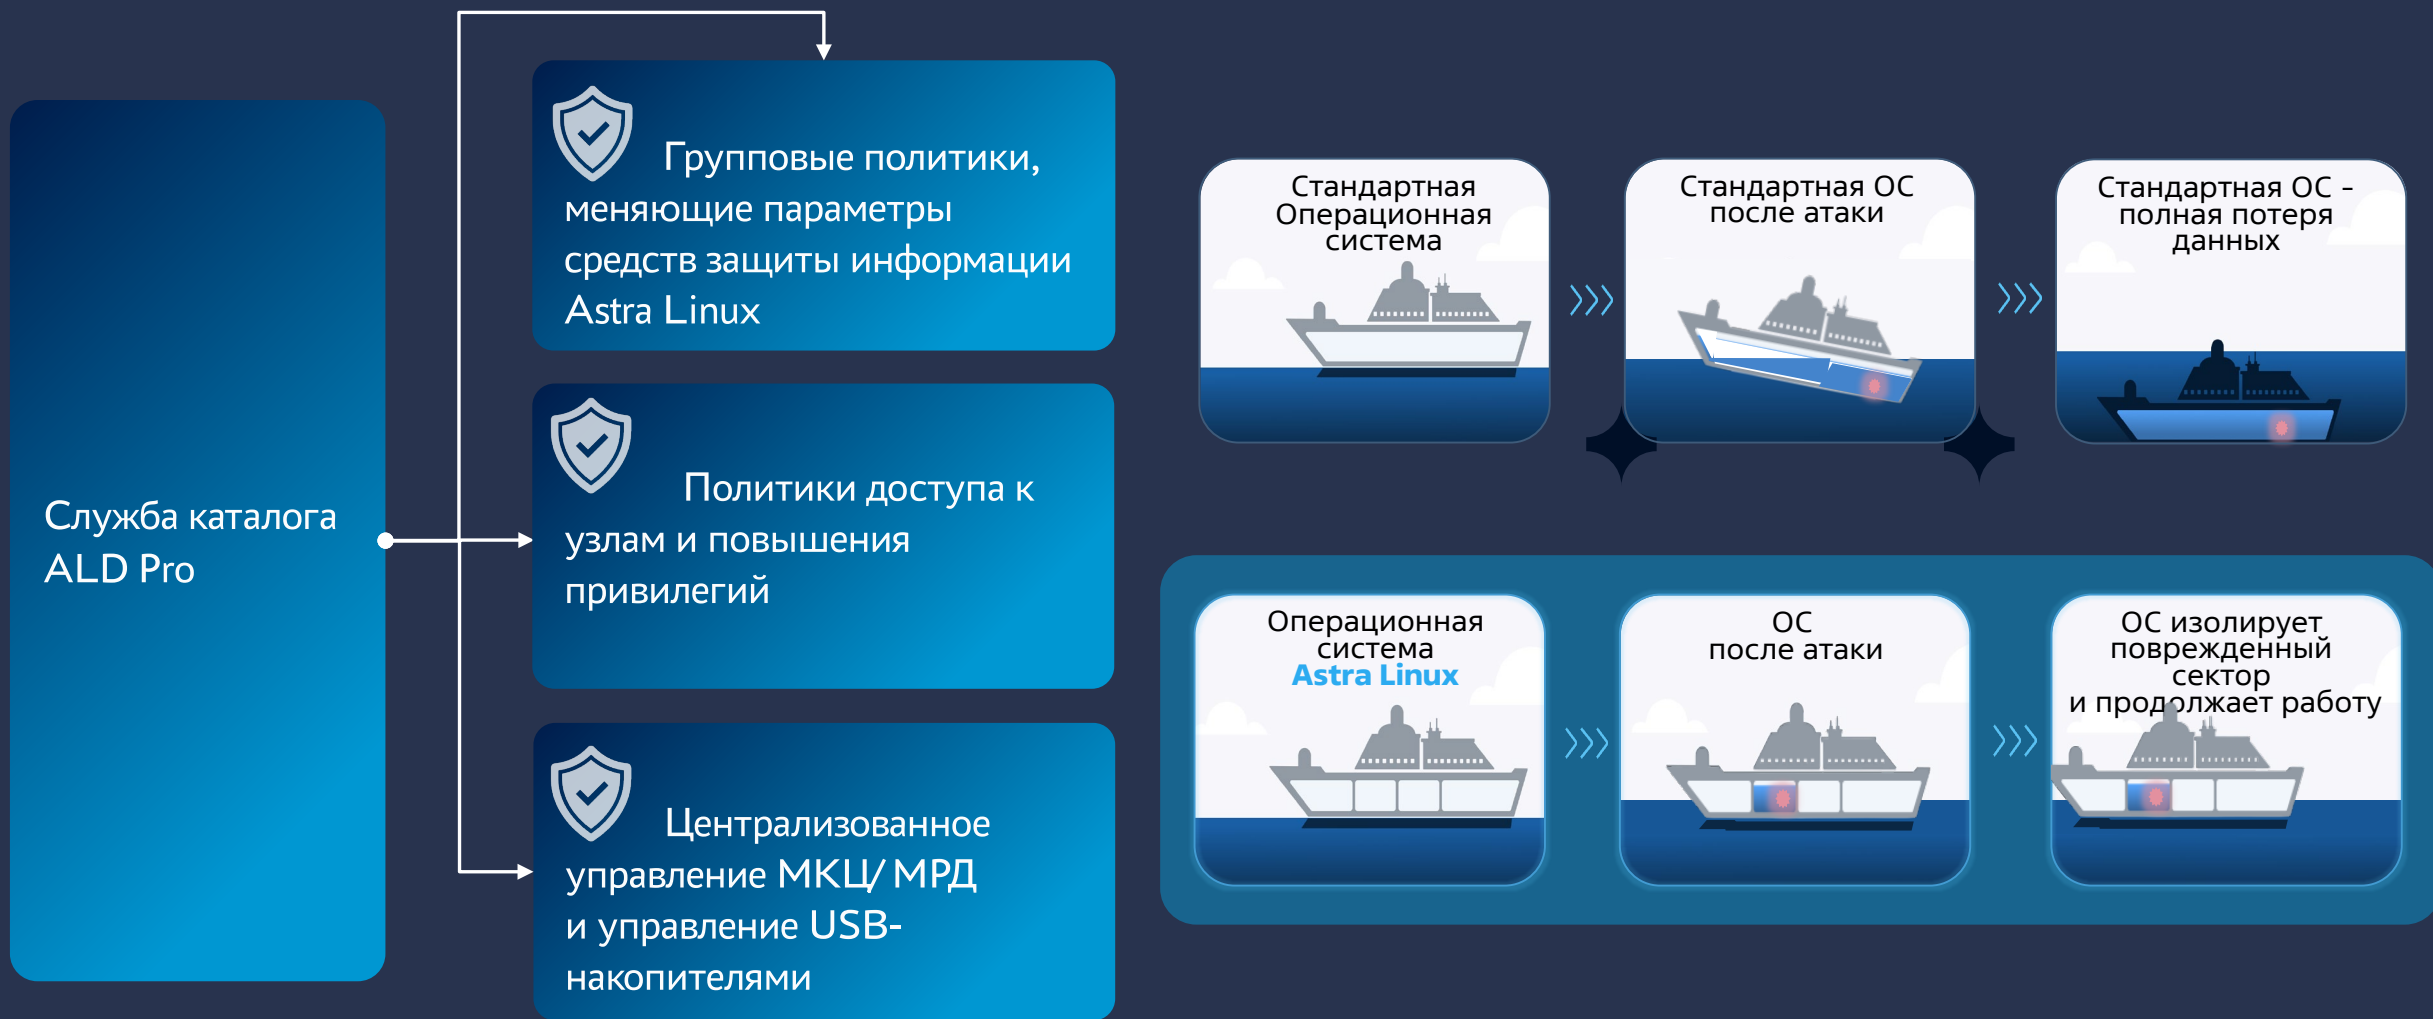 Служба каталога
ALD Pro
Групповые политики,
меняющие параметры
средств защиты информации
Astra Linux
Политики доступа к
узлам и повышения
привилегий
Централизованное
управление МКЦ/ МРД
и управление USB-
накопителями
Стандартная
Операционная
система
Стандартная ОС
после атаки
Стандартная ОС -
полная потеря
данных
Операционная
система
Astra Linux
ОС
после атаки
ОС изолирует
поврежденный
сектор
и продолжает работу